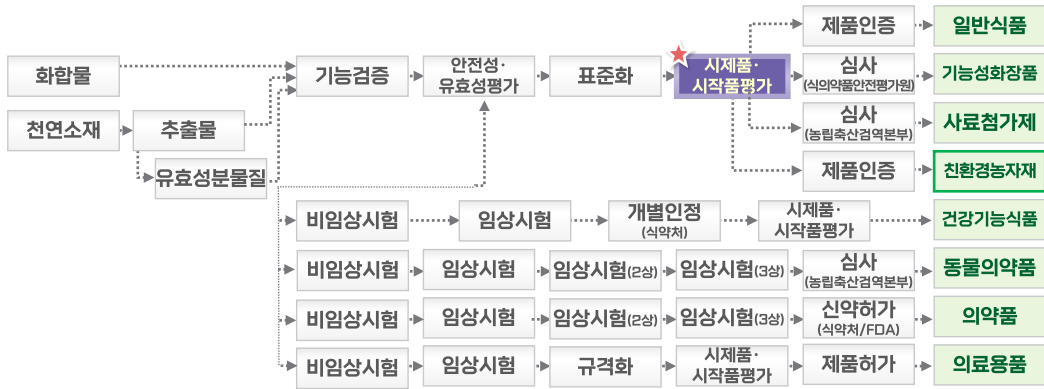 화합물
천연소재
추출물
유효성분물질
기능검증
안전성·
유효성평가
표준화
시제품·
시작품평가
제품인증
일반식품
심사
(식의약품안전평가원)
기능성화장품
심사
(농림축산검역본부)
사료첨가제
제품인증
친환경농자재
비임상시험
임상시험
개별인정
(식약처)
시제품·
시작품평가
건강기능식품
비임상시험
임상시험
임상시험(2상)
임상시험(3상)
심사
(농림축산검역본부)
동물의약품
비임상시험
임상시험
임상시험(2상)
임상시험(3상)
신약허가
(식약처/FDA)
의약품
비임상시험
임상시험
규격화
시제품·
시작품평가
제품허가
의료용품